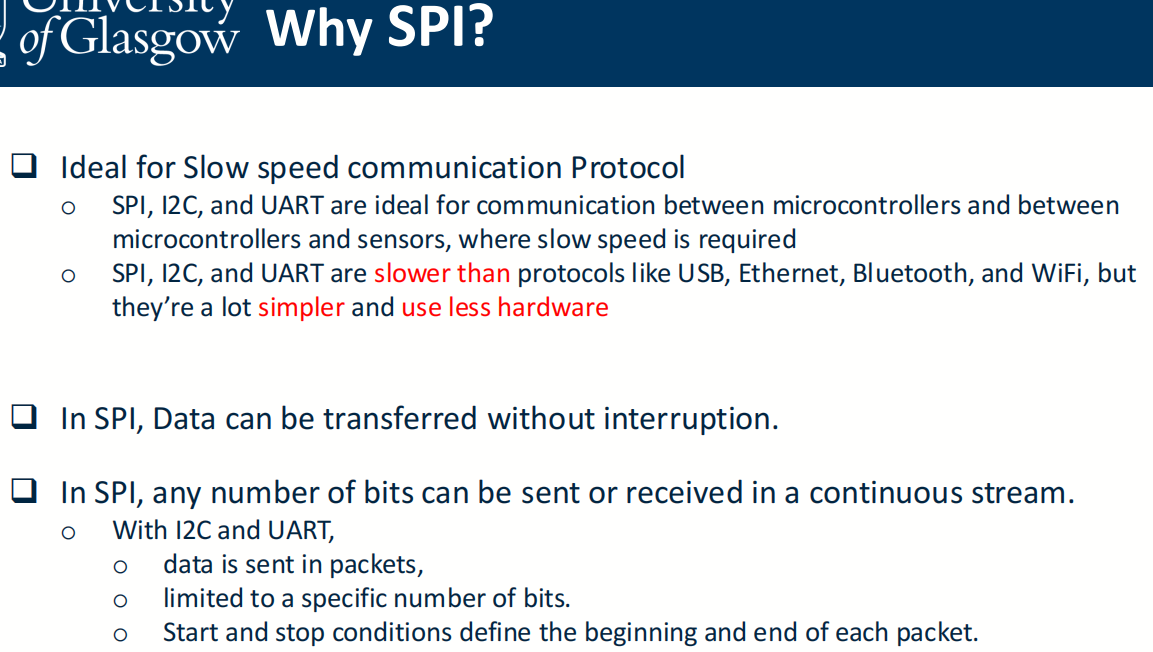 University
of Glasgow
Why SPI?
Ideal for Slow speed communication Protocol
SPI, I2C, and UART are ideal for communication between microcontrollers and between
microcontrollers and sensors, where slow speed is required
SPI, I2C, and UART are slower than protocols like USB, Ethernet, Bluetooth, and WiFi, but
they’re a lot simpler and use less hardware
In SPI, Data can be transferred without interruption.
In SPI, any number of bits can be sent or received in a continuous stream.
With I2C and UART,
data is sent in packets,
limited to a specific number of bits.
Start and stop conditions define the beginning and end of each packet.